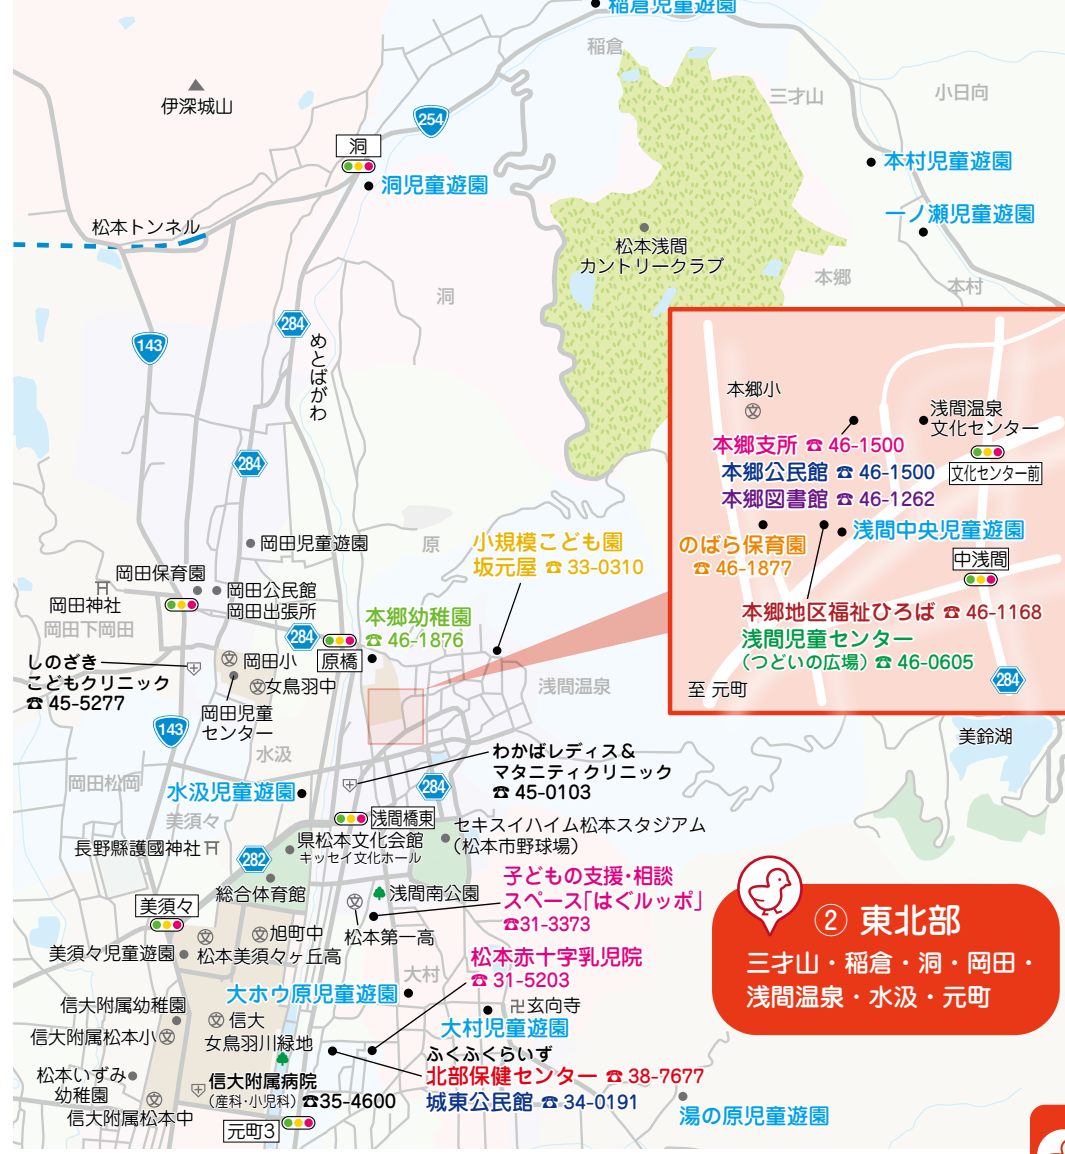 稲倉児童遊園
稲倉
三才山
小日向
伊深城山
254
洞
本村児童遊園
洞児童遊園
一ノ瀬児童遊園
松本トンネル
松本浅間
カントリークラブ
本郷
本村
洞
284
143
めとばがわ
本郷小
浅間温泉
文化センター
本郷支所 ☎ 46-1500
本郷公民館 ☎ 46-1500
文化センター前
本郷図書館 ☎ 46-1262
浅間中央児童遊園
のばら保育園
☎ 46-1877
中浅間
本郷地区福祉ひろば ☎ 46-1168
浅間児童センター
(つどいの広場) ☎ 46-0605
至 元町
284
284
岡田児童遊園
原
小規模こども園
坂元屋 ☎ 33-0310
岡田保育園
岡田公民館
岡田出張所
岡田神社
岡田下岡田
本郷幼稚園
☎ 46-1876
284
原橋
しのざき
こどもクリニック
☎ 45-5277
岡田小
女鳥羽中
岡田児童
センター
浅間温泉
143
水汲
美鈴湖
わかばレディス&
マタニティクリニック
☎ 45-0103
岡田松岡
水汲児童遊園
284
美須々
浅間橋東
セキスイハイム松本スタジアム
(松本市野球場)
長野縣護國神社
県松本文化会館
キッセイ文化ホール
282
総合体育館
浅間南公園
子どもの支援・相談
スペース「はぐルッポ」
☎31-3373
美須々
旭町中
松本第一高
美須々児童遊園
松本美須々ヶ丘高
松本赤十字乳児院
☎ 31-5203
大村
大ホウ原児童遊園
卍玄向寺
大村児童遊園
② 東北部
三才山・稲倉・洞・岡田・
浅間温泉・水汲・元町
信大附属幼稚園
信大
信大附属松本小
女鳥羽川緑地
ふくふくらいず
北部保健センター ☎ 38-7677
城東公民館 ☎ 34-0191
松本いずみ
幼稚園
信大附属病院
(産科・小児科) ☎35-4600
信大附属松本中
元町3
湯の原児童遊園